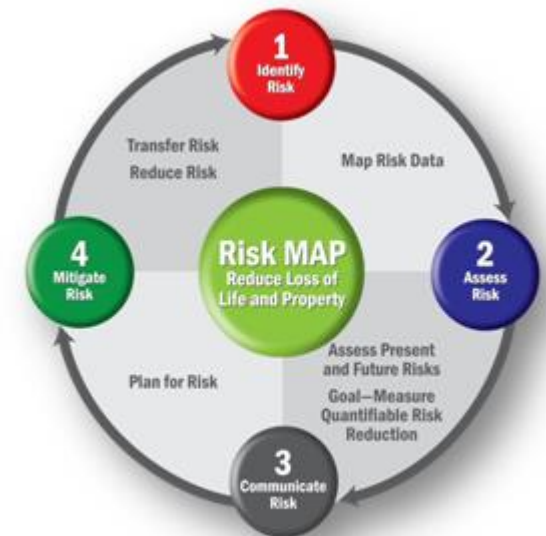 1
Identify
Risk
Transfer Risk
Reduce Risk
Map Risk Data
4
Mitigate
Risk
Risk MAP
Reduce Loss of
Life and Property
2
Assess
Risk
Plan for Risk
Assess Present
and Future Risks
Goal—Measure
Quantifiable Risk
Reduction
3
Communicate
Risk